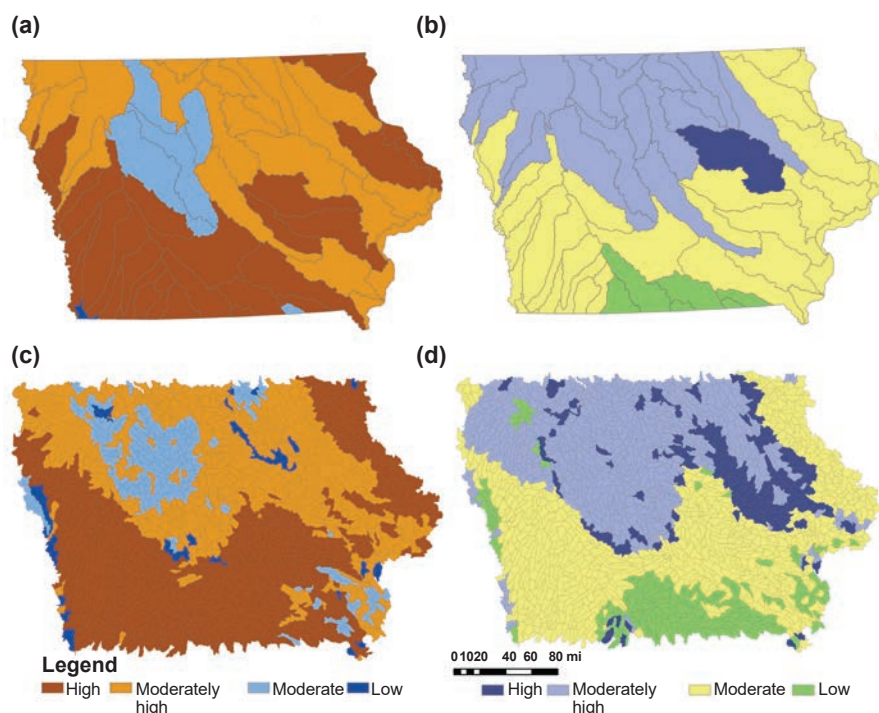 (a)
(b)
(c)
(d)
Legend
High
Moderately
high
Moderate
Low
0 10 20 40 60 80 mi
High
Moderately
high
Moderate
Low